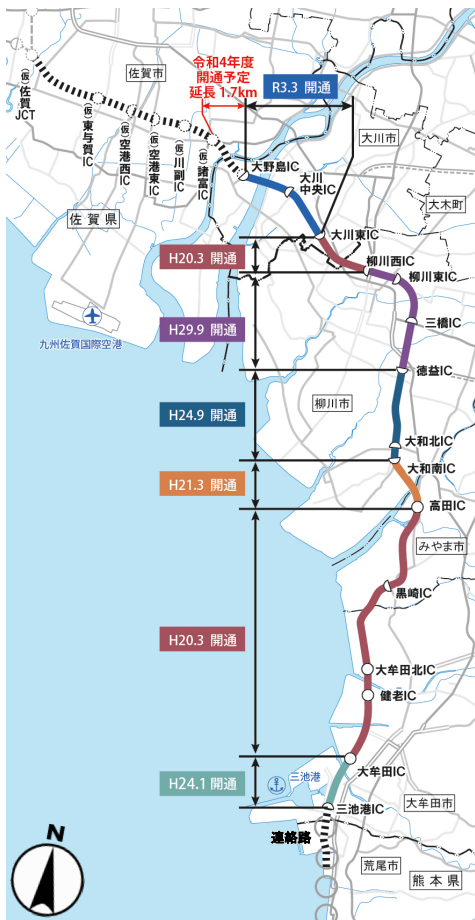 令和4年度
開通予定
延長 1.7km
R3.3 開通
佐賀市
大川市
(仮)佐賀JCT
(仮)東与賀IC
(仮)空港西IC
(仮)空港東IC
(仮)川副IC
(仮)諸富IC
大野島IC
大川
中央IC
大木町
佐賀県
大川東IC
H20.3 開通
柳川西IC
柳川東IC
九州佐賀国際空港
H29.9 開通
三橋IC
徳益IC
柳川市
H24.9 開通
大和北IC
大和南IC
H21.3 開通
高田IC
みやま市
黒崎IC
H20.3 開通
大牟田北IC
健老IC
大牟田IC
三池港
H24.1 開通
三池港IC
大牟田市
連絡路
N
荒尾市
熊本県